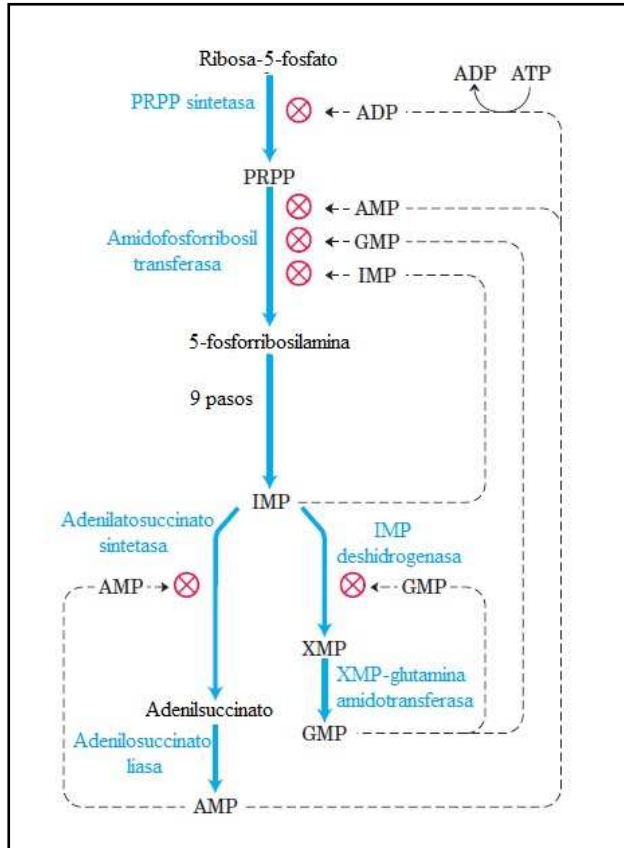 Ribosa-5-fosfato
ADP ATP
PRPP sintetasa
ADP
PRPP
AMP
Amidofosforribosil
transferasa
GMP
IMP
5-fosforribosilamina
9 pasos
IMP
Adenilatosuccinato
sintetasa
IMP
deshidrogenasa
AMP
GMP
XMP
XMP-glutamina
amidotransferasa
Adenilsuccinato
GMP
Adenilosuccinato
liasa
AMP